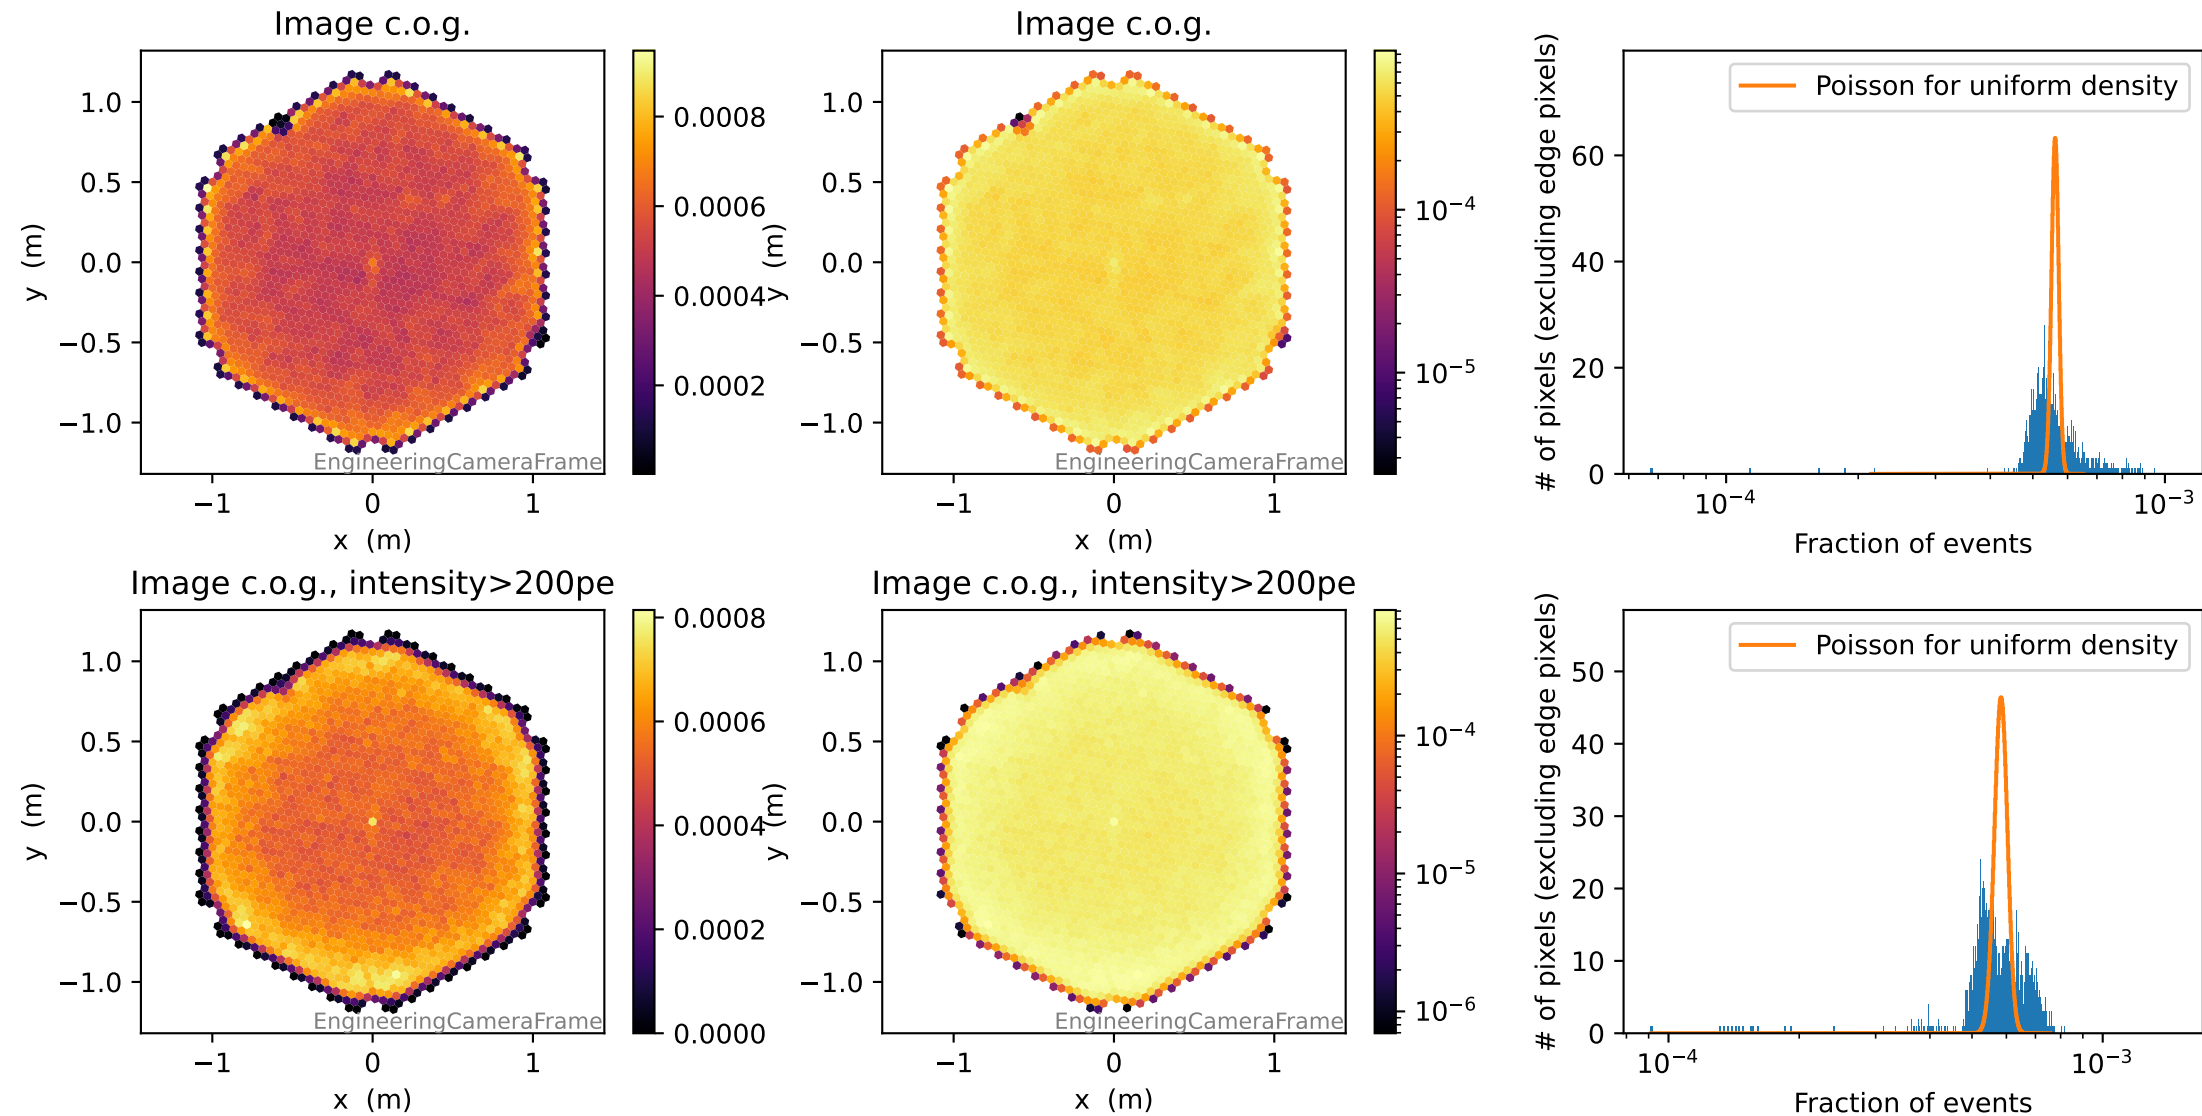 Image c.o.g.
1.0
0.5
0.0
−0.5
−1.0
y (m)
−1
0
1
x (m)
EngineeringCameraFrame
0.0008
0.0006
0.0004
0.0002
Image c.o.g.
1.0
0.5
0.0
−0.5
−1.0
y (m)
−1
0
1
x (m)
EngineeringCameraFrame
10⁻⁴
10⁻⁵
Poisson for uniform density
60
40
20
0
# of pixels (excluding edge pixels)
10⁻⁴
10⁻³
Fraction of events
Image c.o.g., intensity>200pe
1.0
0.5
0.0
−0.5
−1.0
y (m)
−1
0
1
x (m)
EngineeringCameraFrame
0.0008
0.0006
0.0004
0.0002
0.0000
Image c.o.g., intensity>200pe
1.0
0.5
0.0
−0.5
−1.0
y (m)
−1
0
1
x (m)
EngineeringCameraFrame
10⁻⁴
10⁻⁵
10⁻⁶
Poisson for uniform density
50
40
30
20
10
0
# of pixels (excluding edge pixels)
10⁻⁴
10⁻³
Fraction of events